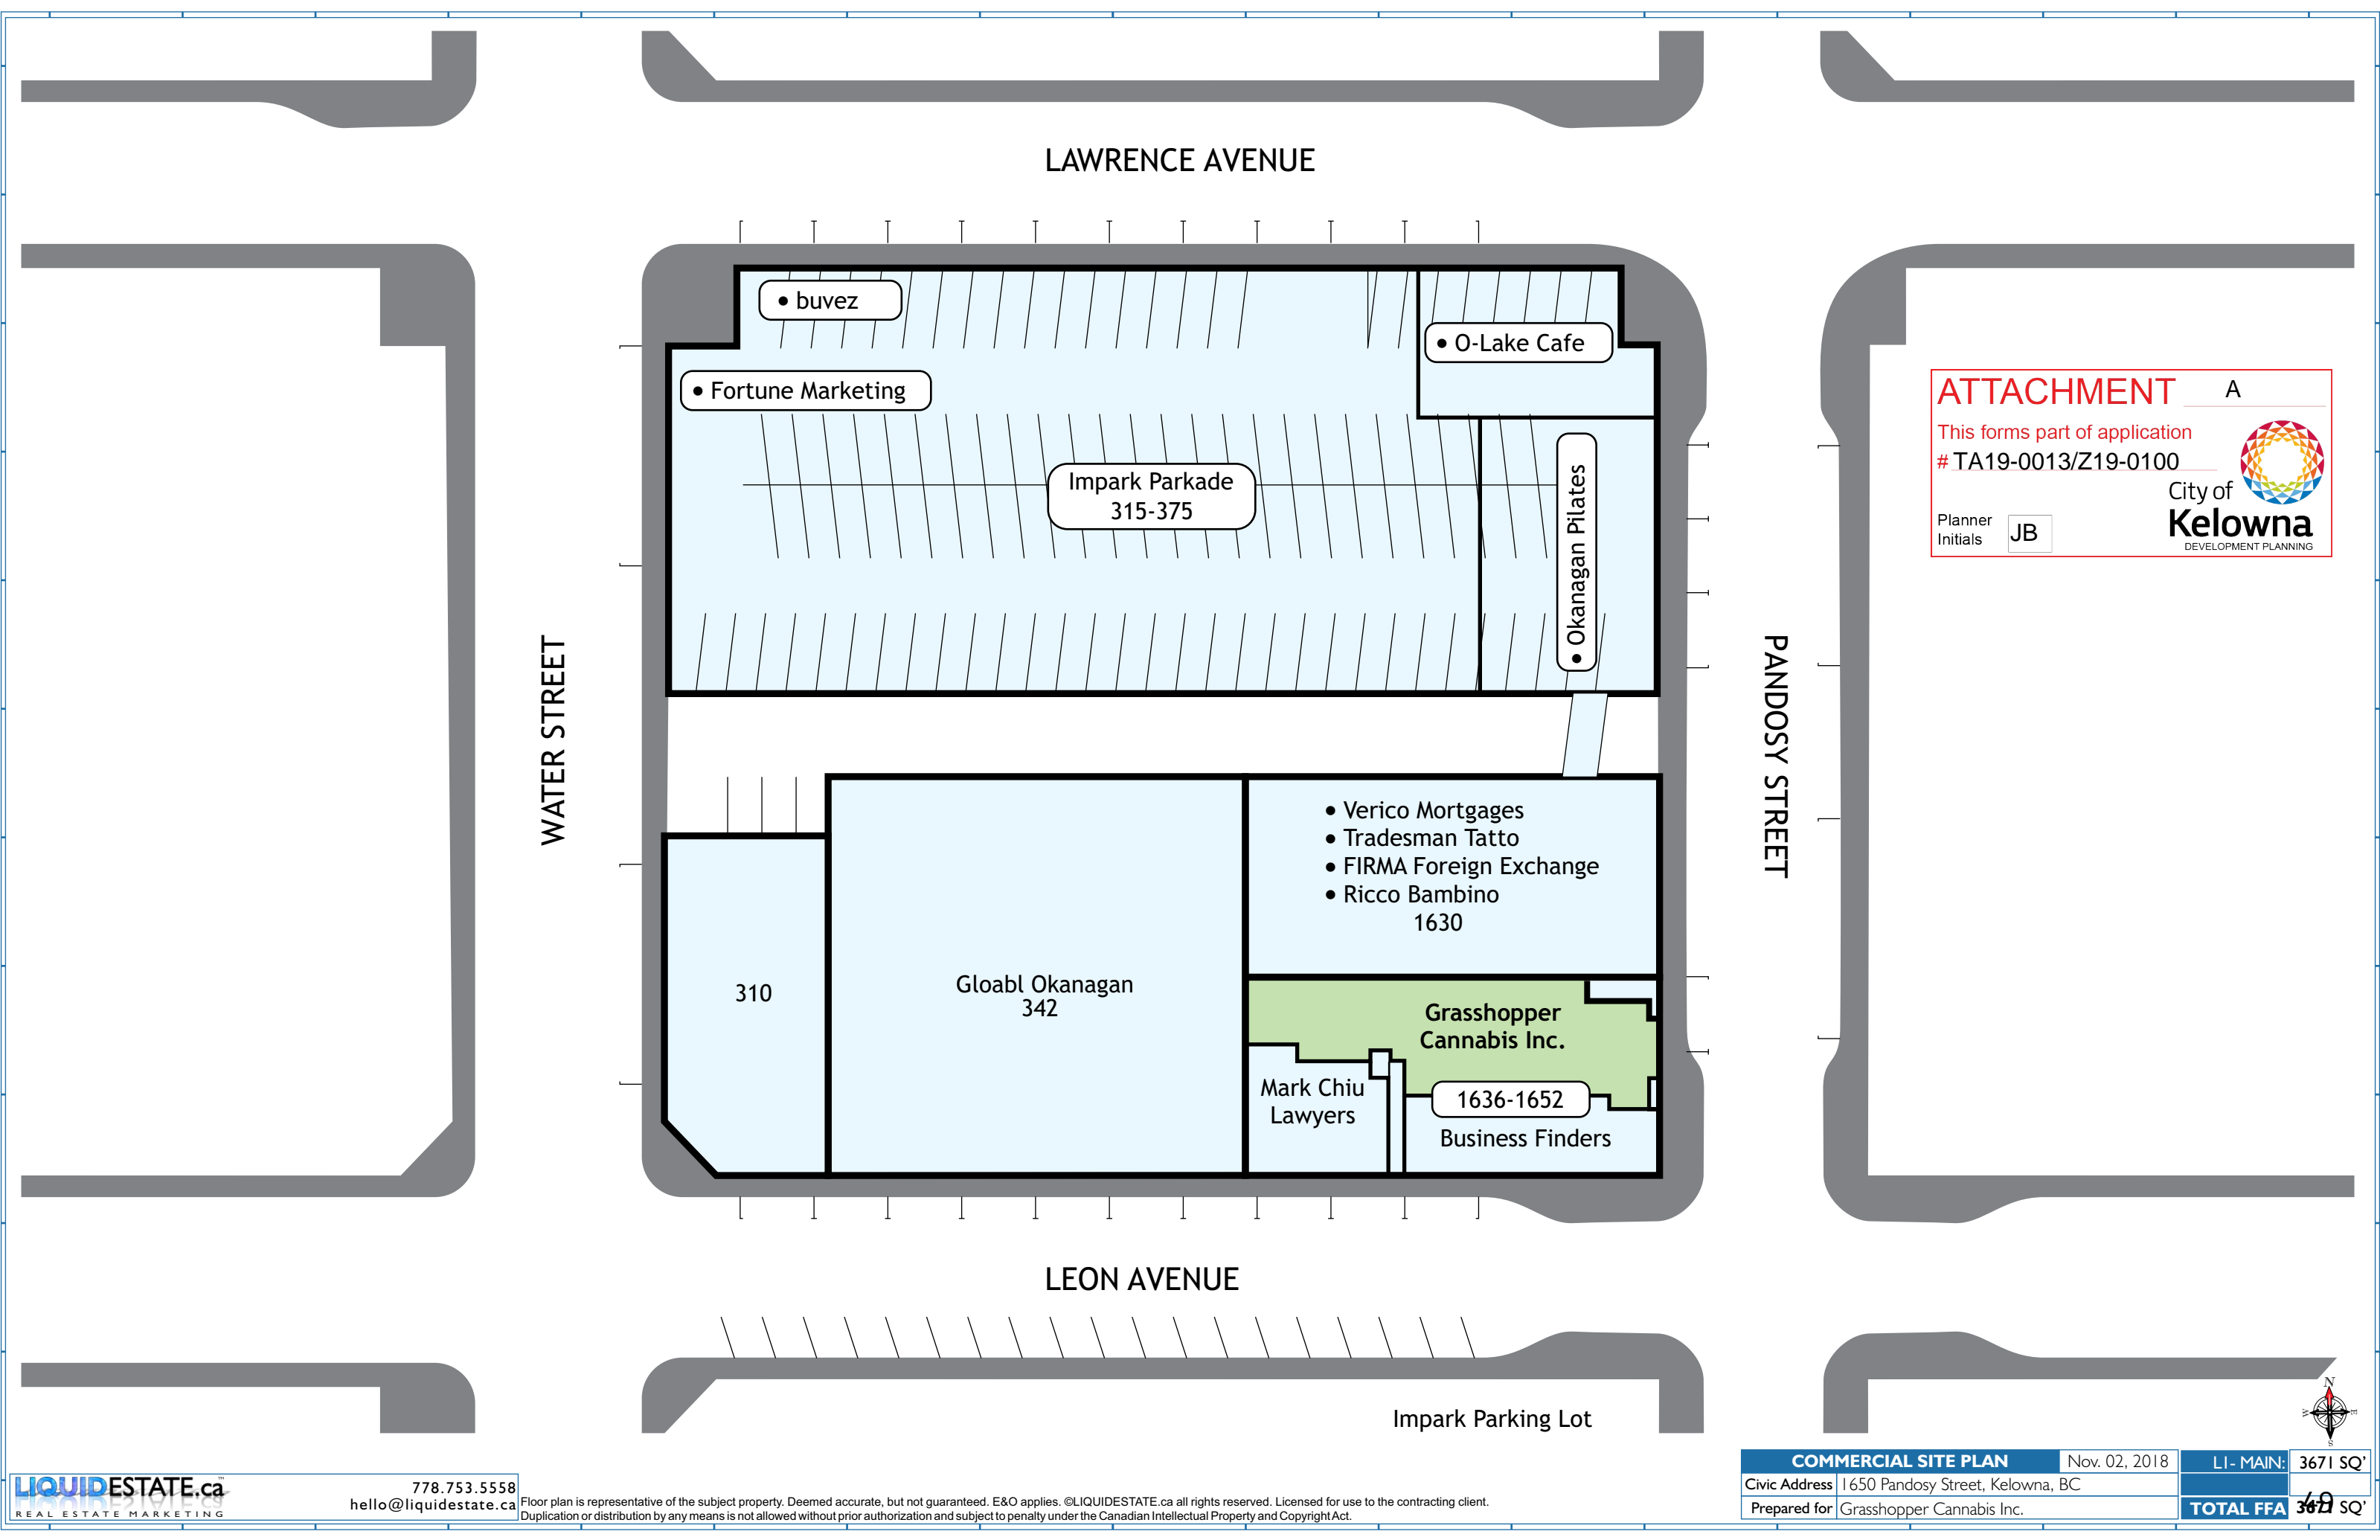 LAWRENCE AVENUE
• buvez
• O-Lake Cafe
• Fortune Marketing
Impark Parkade
315-375
• Okanagan Pilates
ATTACHMENT A
This forms part of application
# TA19-0013/Z19-0100
City of
Kelowna
DEVELOPMENT PLANNING
Planner
Initials
JB
WATER STREET
PANDOSY STREET
• Verico Mortgages
• Tradesman Tatto
• FIRMA Foreign Exchange
• Ricco Bambino
1630
310
Gloabl Okanagan
342
Grasshopper
Cannabis Inc.
Mark Chiu
Lawyers
1636-1652
Business Finders
LEON AVENUE
Impark Parking Lot
N
W
E
S
LIQUIDESTATE.ca™
REAL ESTATE MARKETING
778.753.5558
hello@liquidestate.ca
Floor plan is representative of the subject property. Deemed accurate, but not guaranteed. E&O applies. ©LIQUIDESTATE.ca all rights reserved. Licensed for use to the contracting client.
Duplication or distribution by any means is not allowed without prior authorization and subject to penalty under the Canadian Intellectual Property and Copyright Act.
COMMERCIAL SITE PLAN Nov. 02, 2018 L1- MAIN: 3671 SQ'
Civic Address 1650 Pandosy Street, Kelowna, BC
Prepared for Grasshopper Cannabis Inc. TOTAL FFA 3671 SQ'
49